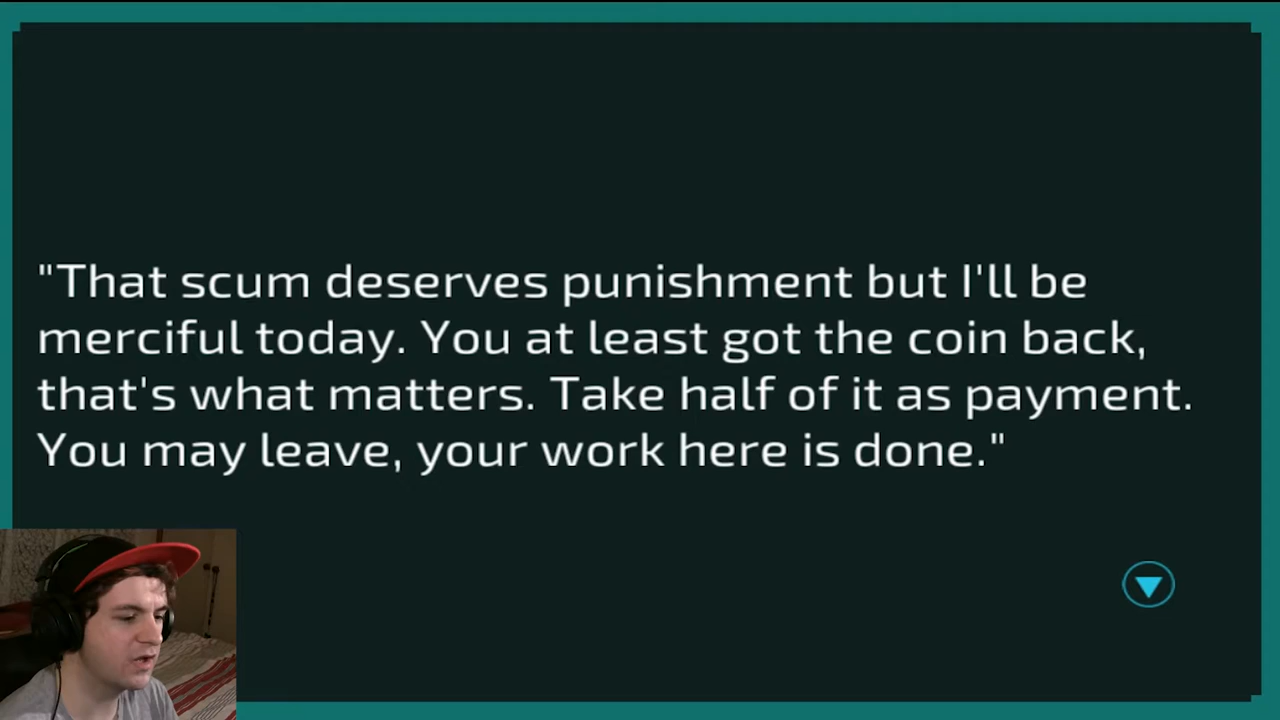 "That scum deserves punishment but I'll be
merciful today. You at least got the coin back,
that's what matters. Take half of it as payment.
You may leave, your work here is done."